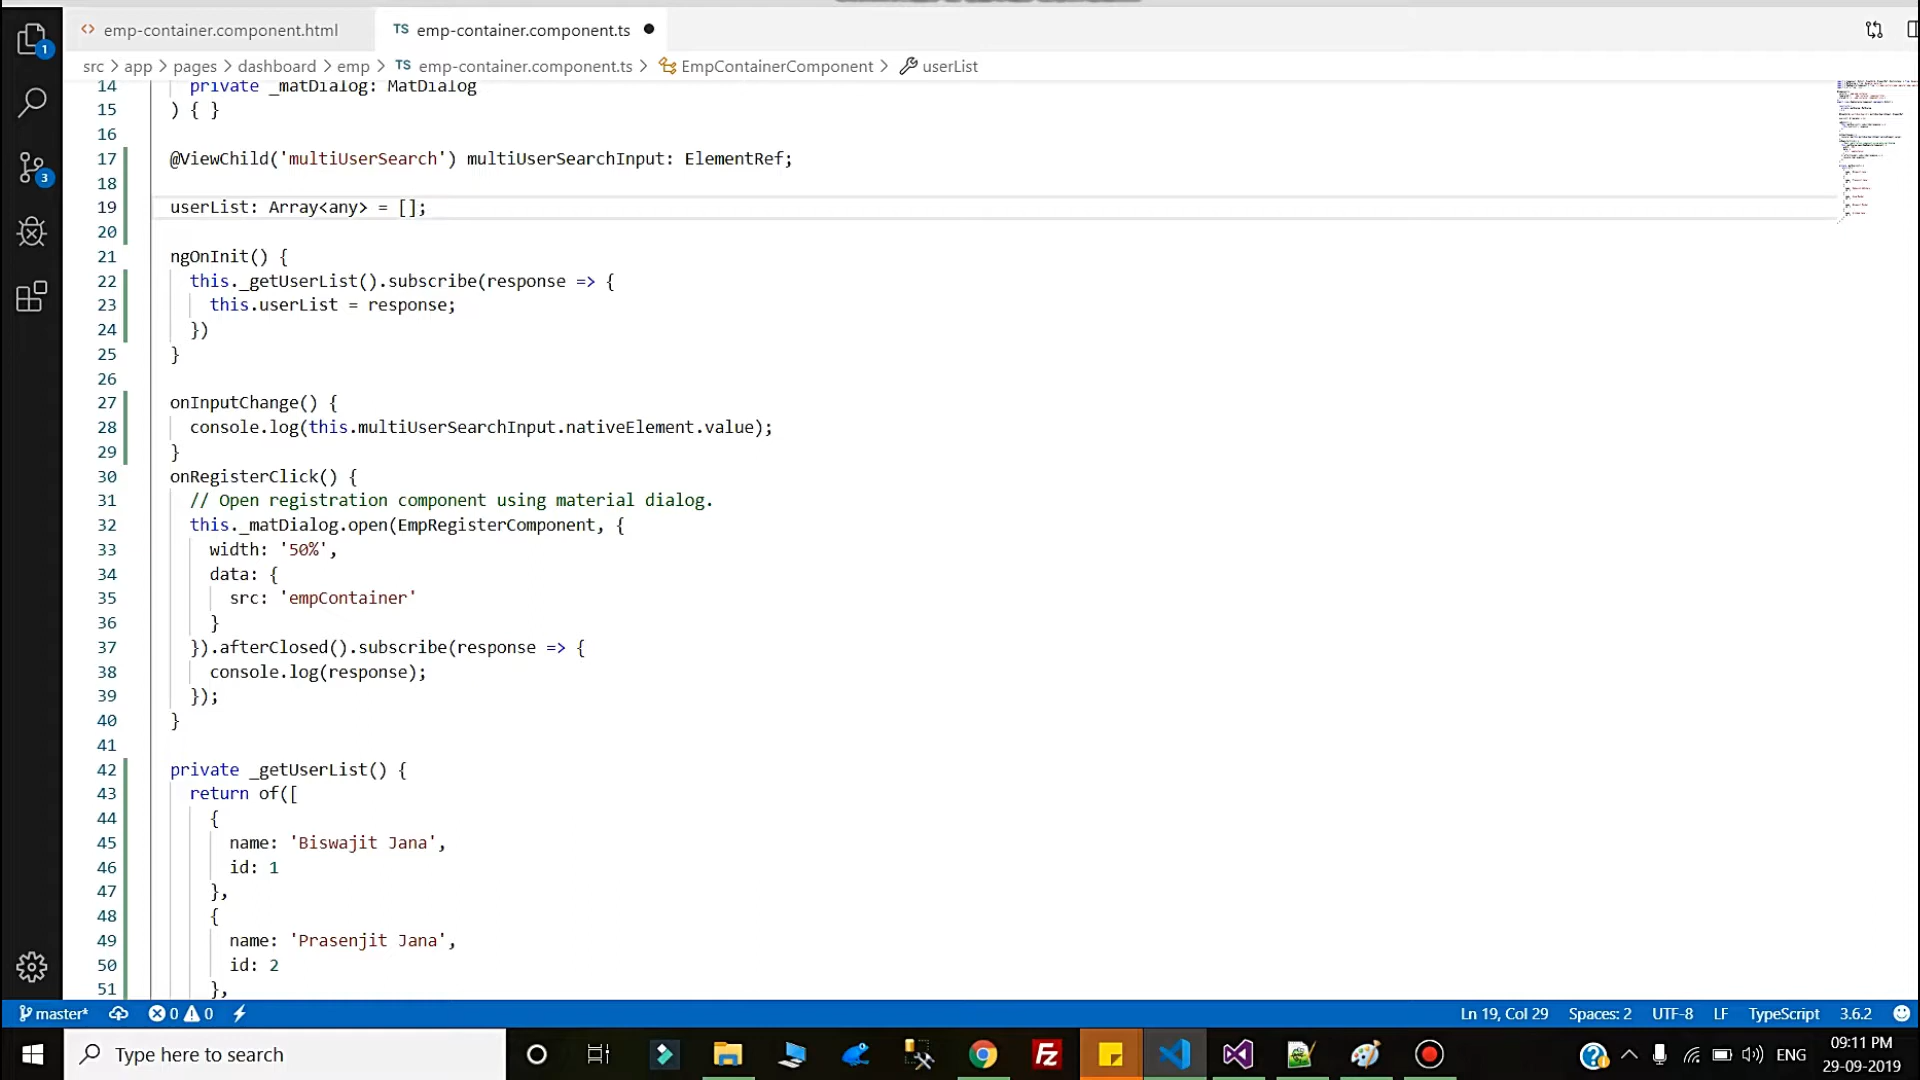 emp-container.component.html
TS emp-container.component.ts
src > app > pages > dashboard > emp > TS emp-container.component.ts > EmpContainerComponent > userList
14 private _matDialog: MatDialog
15 ) { }
16
17 @ViewChild('multiUserSearch') multiUserSearchInput: ElementRef;
18
19 userList: Array<any> = [];
20
21 ngOnInit() {
22 this._getUserList().subscribe(response => {
23 this.userList = response;
24 })
25 }
26
27 onInputChange() {
28 console.log(this.multiUserSearchInput.nativeElement.value);
29 }
30 onRegisterClick() {
31 // Open registration component using material dialog.
32 this._matDialog.open(EmpRegisterComponent, {
33 width: '50%',
34 data: {
35 src: 'empContainer'
36 }
37 }).afterClosed().subscribe(response => {
38 console.log(response);
39 });
40 }
41
42 private _getUserList() {
43 return of([
44 {
45 name: 'Biswajit Jana',
46 id: 1
47 },
48 {
49 name: 'Prasenjit Jana',
50 id: 2
51 },
1
3
master* 0 0 Ln 19, Col 29 Spaces: 2 UTF-8 LF TypeScript 3.6.2
Type here to search
ENG
09:11 PM
29-09-2019